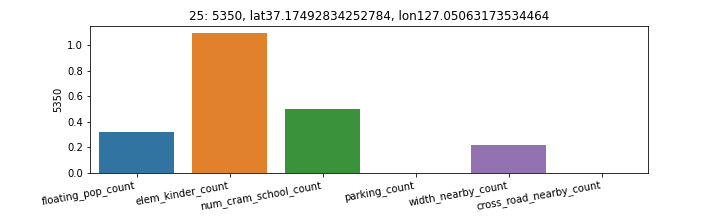 25: 5350, lat37.17492834252784, lon127.05063173534464
1.0
0.8
0.6
0.4
0.2
0.0
5350
floating_pop_count
elem_kinder_count
num_cram_school_count
parking_count
width_nearby_count
cross_road_nearby_count